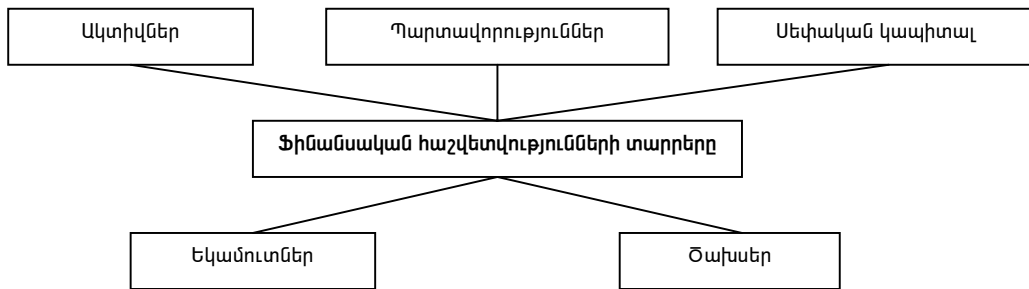 Ակտիվներ
Պարտավորություններ
Սեփական կապիտալ
Ֆինանսական հաշվետվությունների տարրերը
Եկամուտներ
Ծախսեր